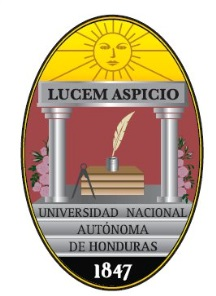 LUCEM ASPICIO
UNIVERSIDAD NACIONAL
AUTÓNOMA
DE HONDURAS
1847